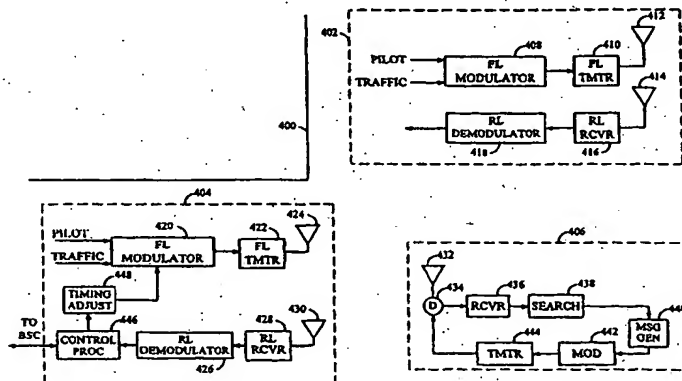 402
PILOT
TRAFFIC
408
FL
MODULATOR
410
FL
TMTR
412
414
RL
DEMODULATOR
418
RL
RCVR
416
400
404
PILOT
TRAFFIC
420
FL
MODULATOR
422
FL
TMTR
424
448
TIMING
ADJUST
TO
BSC
446
CONTROL
PROC
RL
DEMODULATOR
426
428
RL
RCVR
430
406
432
D
434
RCVR
436
SEARCH
438
MSG
GEN
442
MOD
444
TMTR